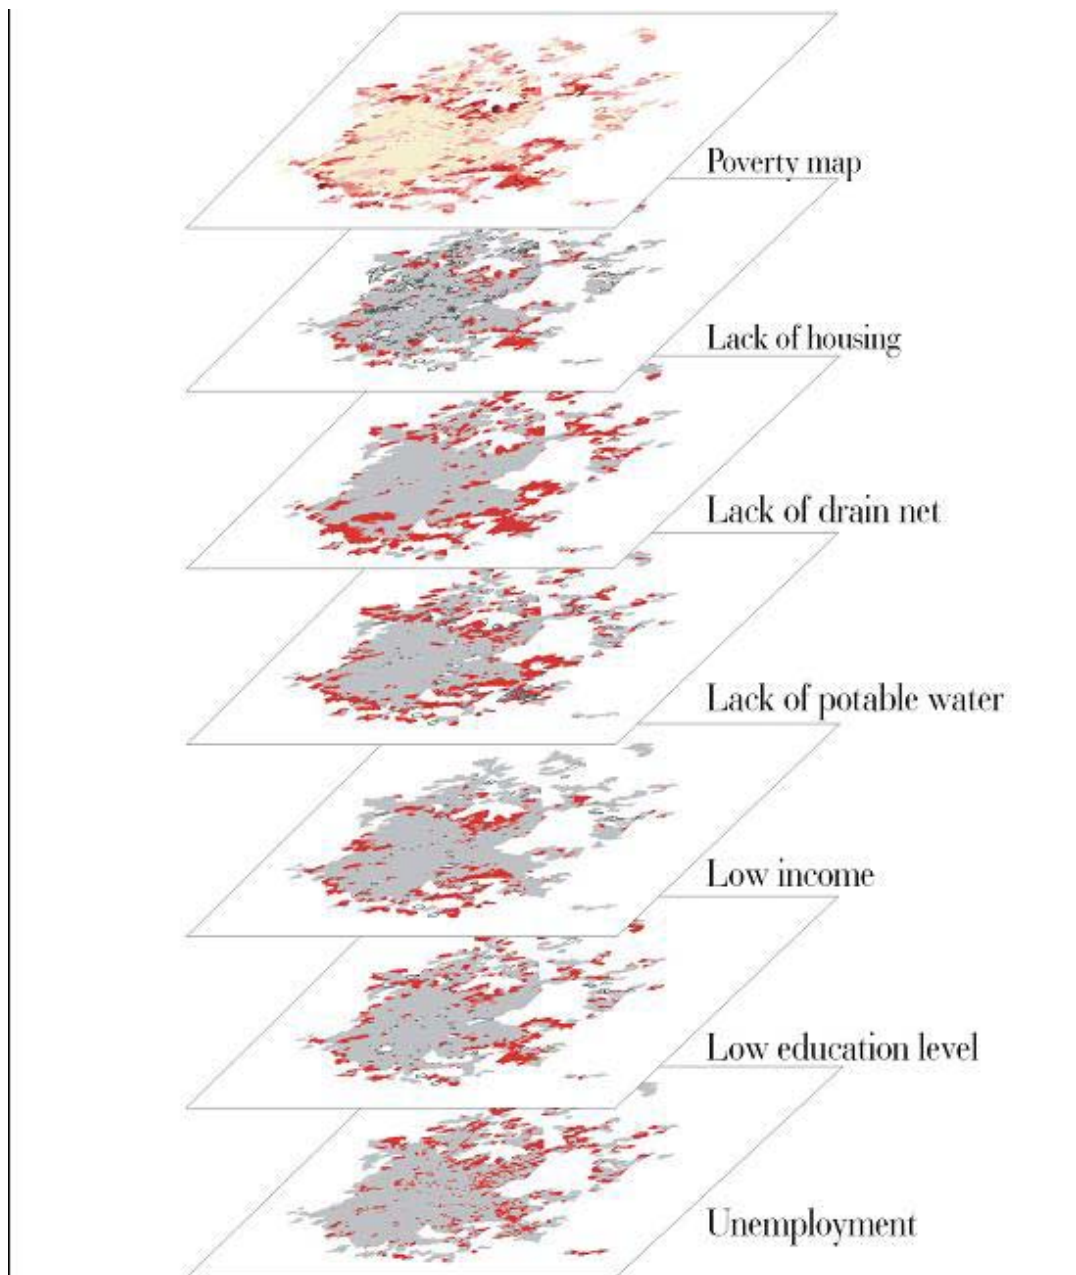 Poverty map
Lack of housing
Lack of drain net
Lack of potable water
Low income
Low education level
Unemployment